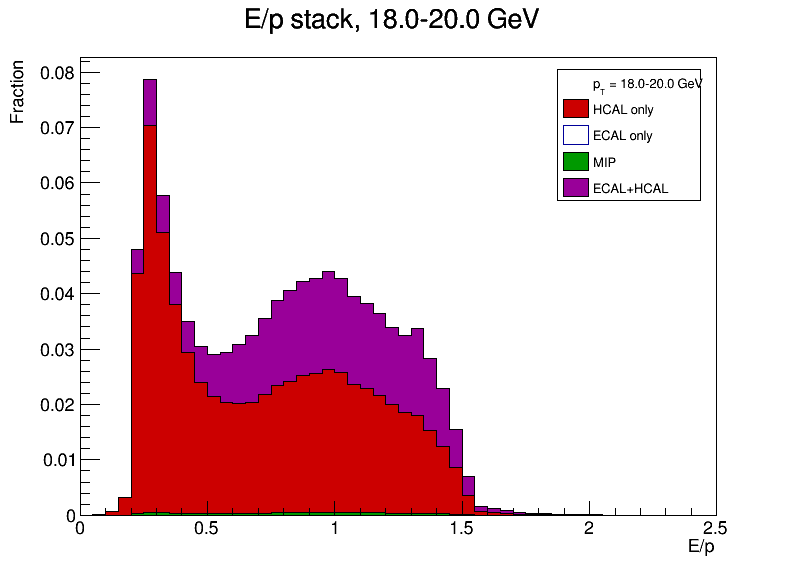 E/p stack, 18.0-20.0 GeV
Fraction
0.08
0.07
0.06
0.05
0.04
0.03
0.02
0.01
0
p_T = 18.0-20.0 GeV
HCAL only
ECAL only
MIP
ECAL+HCAL
0 0.5 1 1.5 2 2.5
E/p